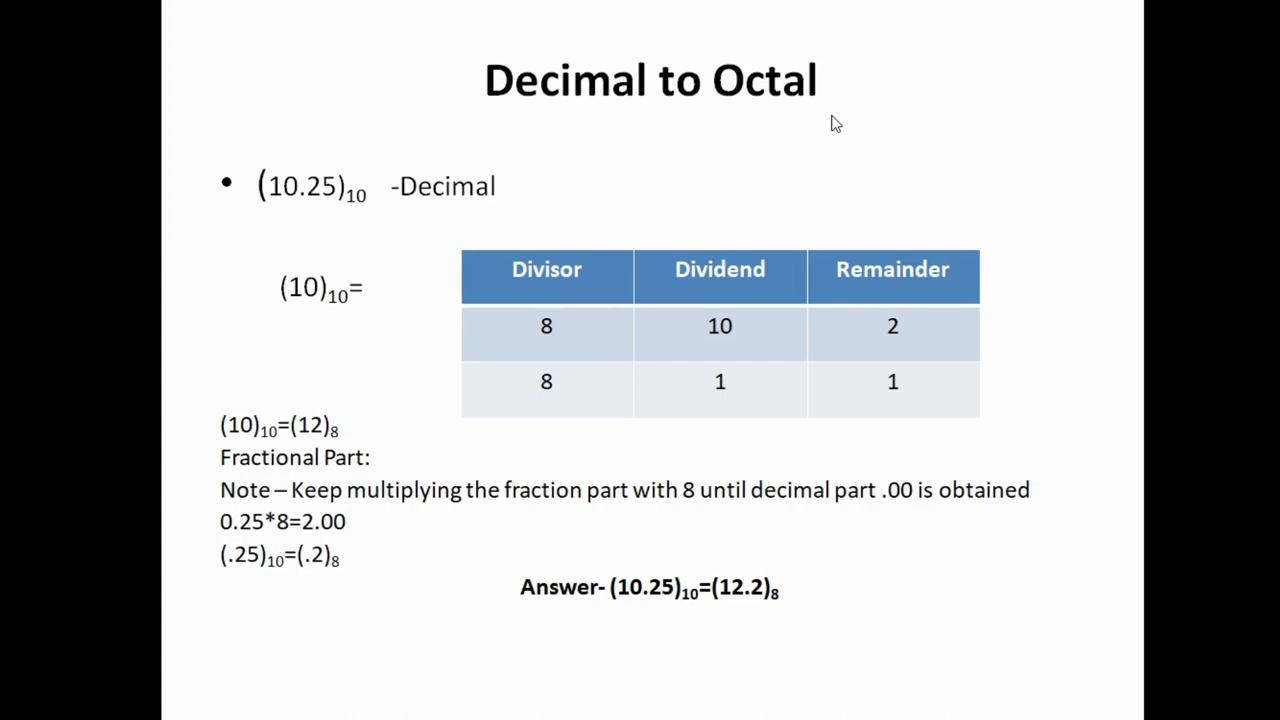 Decimal to Octal
• (10.25)₁₀ -Decimal
(10)₁₀=
Divisor Dividend Remainder
8 10 2
8 1 1
(10)₁₀=(12)₈
Fractional Part:
Note – Keep multiplying the fraction part with 8 until decimal part .00 is obtained
0.25*8=2.00
(.25)₁₀=(.2)₈
Answer- (10.25)₁₀=(12.2)₈